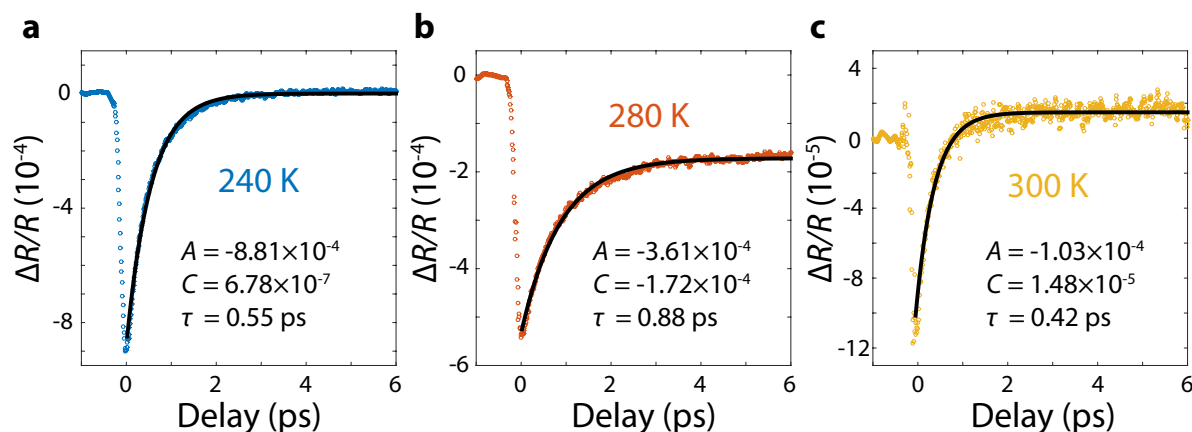 a
ΔR/R (10⁻⁴)
0
-4
-8
240 K
A = -8.81×10⁻⁴
C = 6.78×10⁻⁷
τ = 0.55 ps
0 2 4 6
Delay (ps)
b
ΔR/R (10⁻⁴)
0
-2
-4
-6
280 K
A = -3.61×10⁻⁴
C = -1.72×10⁻⁴
τ = 0.88 ps
0 2 4 6
Delay (ps)
c
ΔR/R (10⁻⁵)
4
0
-4
-8
-12
300 K
A = -1.03×10⁻⁴
C = 1.48×10⁻⁵
τ = 0.42 ps
0 2 4 6
Delay (ps)